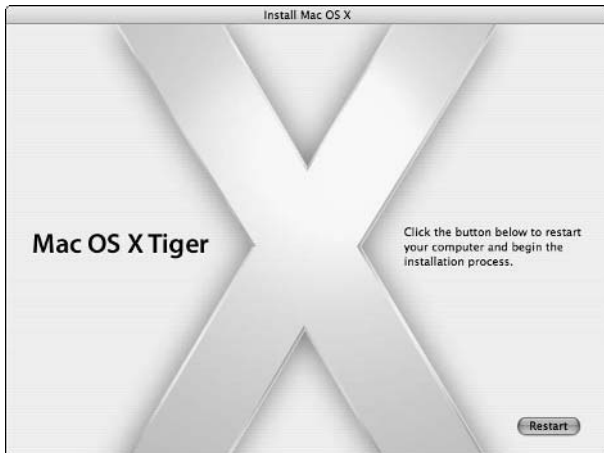 Install Mac OS X
Mac OS X Tiger
Click the button below to restart
your computer and begin the
installation process.
Restart